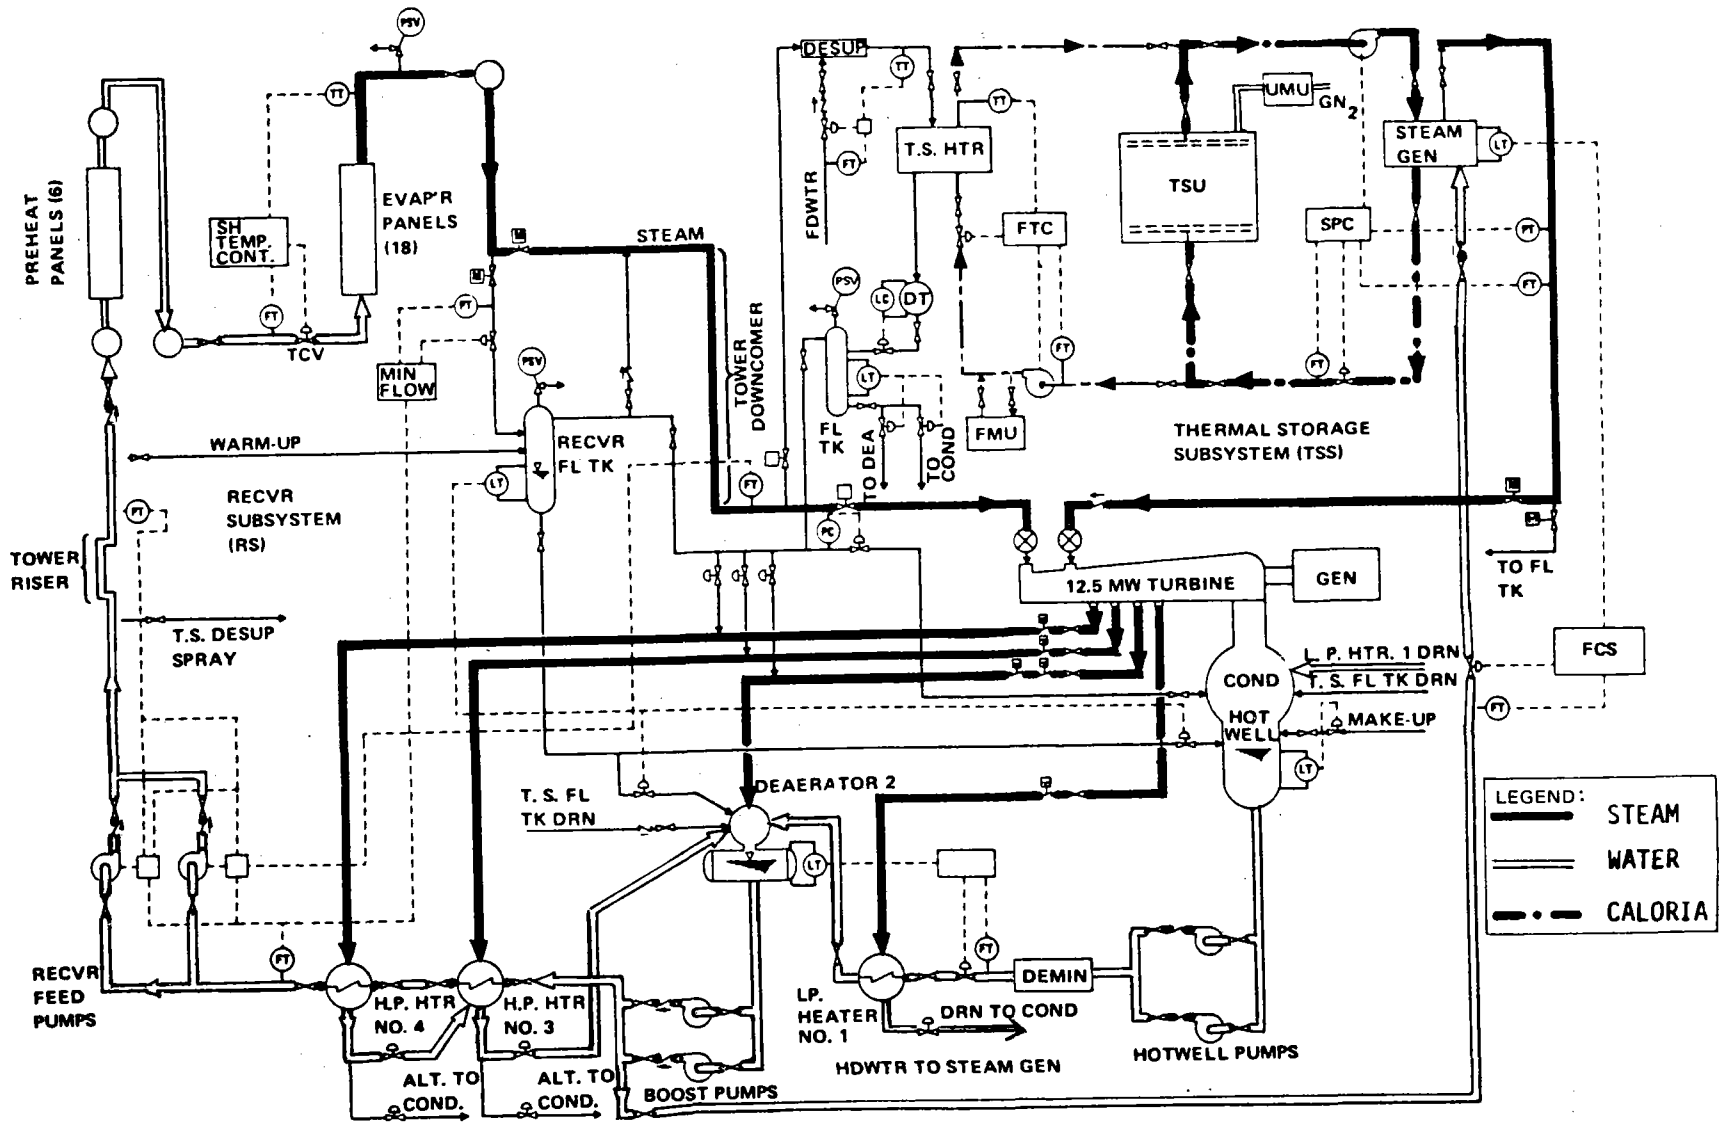 PSV
TT
PREHEAT
PANELS (6)
EVAP'R
PANELS
(18)
SH
TEMP.
CONT.
FT
TCV
M
STEAM
M
PT
MIN
FLOW
PSV
WARM-UP
RECVR
FL TK
LT
RECVR
SUBSYSTEM
(RS)
PT
TOWER
RISER
T.S. DESUP
SPRAY
TOWER
DOWNCOMER
FT
DESUP
TT
FDWTR
FT
T.S. HTR
TT
FTC
PSV
LC
DT
LT
FL
TK
TO DEA
TO
COND
FT
FMU
UMU
GN2
TSU
STEAM
GEN
LT
SPC
PT
FT
FT
THERMAL STORAGE
SUBSYSTEM (TSS)
M
M
TO FL
TK
PC
12.5 MW TURBINE
GEN
FCS
FT
L. P. HTR. 1 DRN
T. S. FL TK DRN
MAKE-UP
COND
HOT
WELL
LT
DEAERATOR 2
T. S. FL
TK DRN
LT
RECVR
FEED
PUMPS
FT
H.P. HTR
NO. 4
H.P. HTR
NO. 3
ALT. TO
COND.
ALT. TO
COND.
BOOST PUMPS
LP.
HEATER
NO. 1
FT
DEMIN
DRN TO COND
HDWTR TO STEAM GEN
HOTWELL PUMPS
LEGEND:
STEAM
WATER
CALORIA